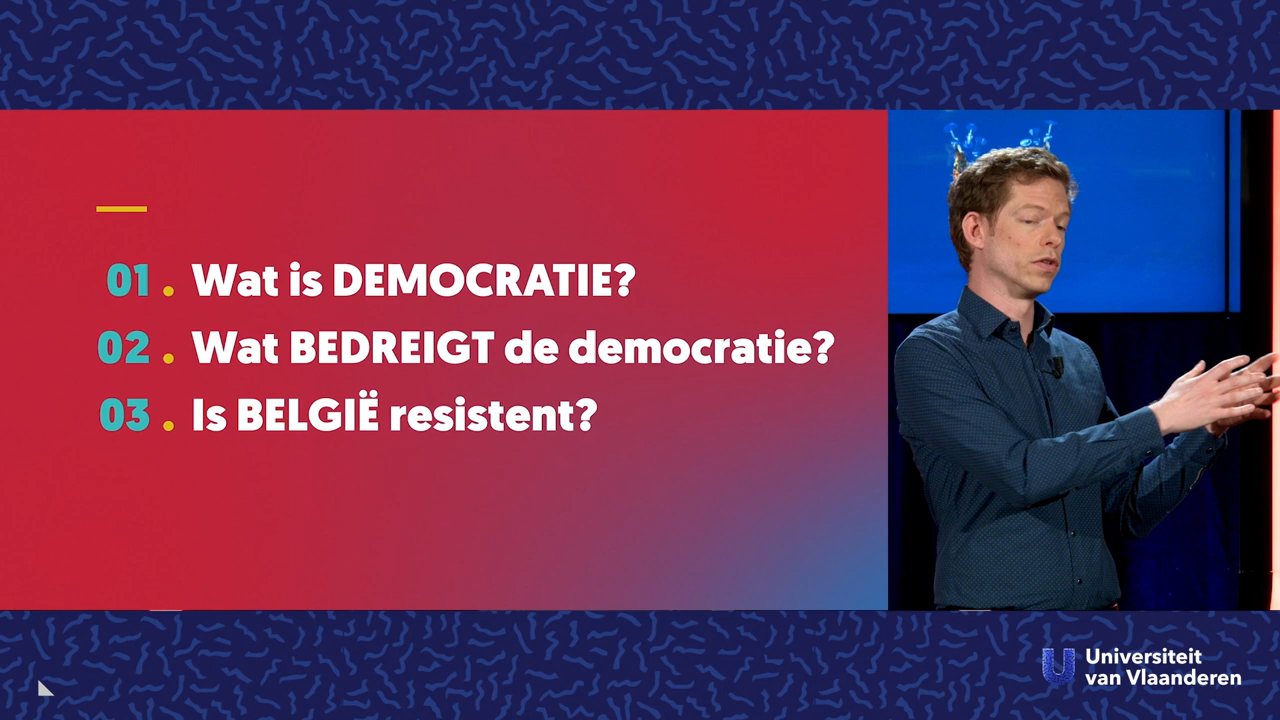 01. Wat is DEMOCRATIE?
02. Wat BEDREIGT de democratie?
03. Is BELGIË resistent?
Universiteit
van Vlaanderen